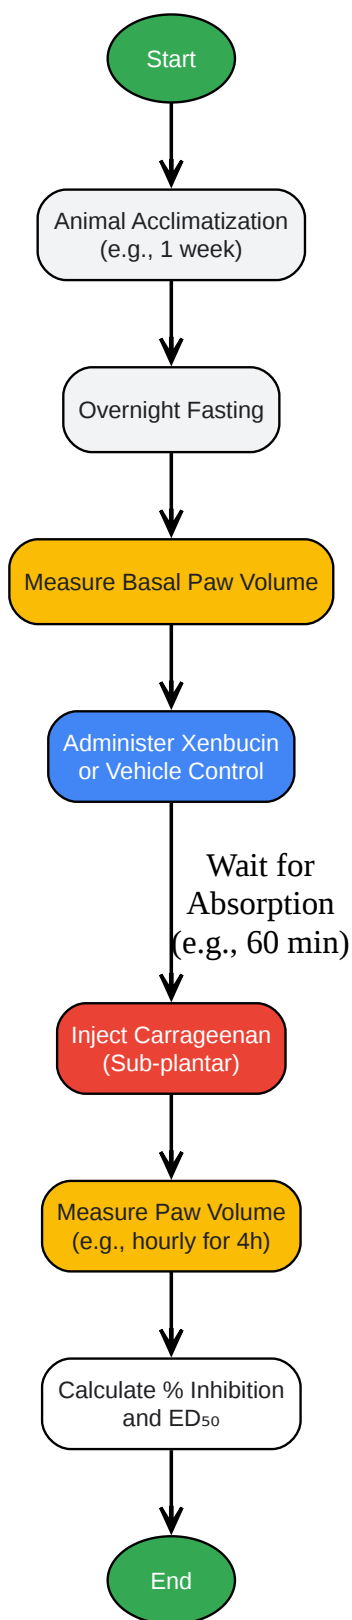 Start
Animal Acclimatization
(e.g., 1 week)
Overnight Fasting
Measure Basal Paw Volume
Administer Xenbucin
or Vehicle Control
Wait for
Absorption
(e.g., 60 min)
Inject Carrageenan
(Sub-plantar)
Measure Paw Volume
(e.g., hourly for 4h)
Calculate % Inhibition
and ED₅₀
End